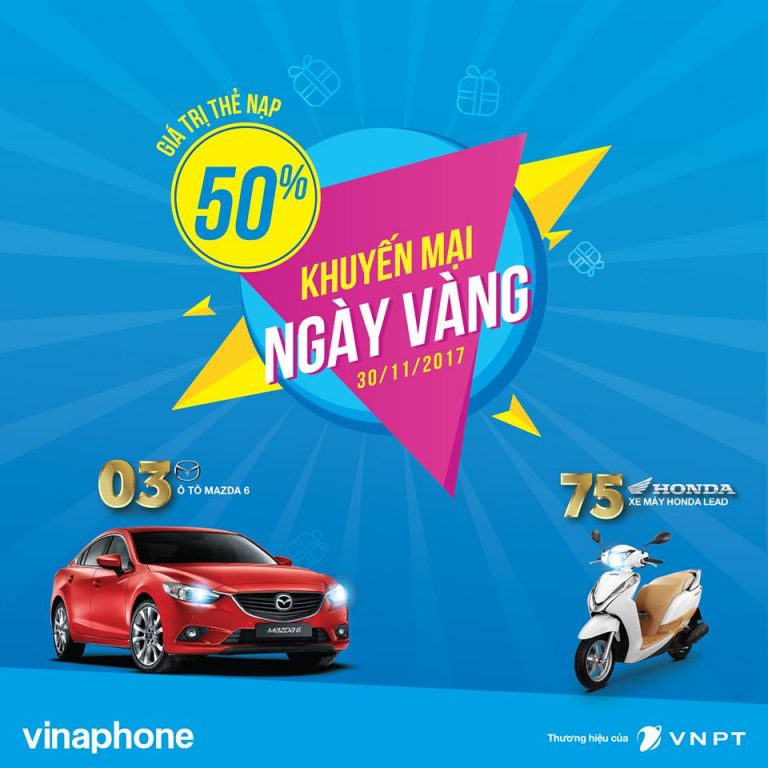 GIÁ TRỊ THẺ NẠP
50%
KHUYẾN MẠI
NGÀY VÀNG
30/11/2017
03
Ô TÔ MAZDA 6
75 HONDA
XE MÁY HONDA LEAD
mazda 6
vinaphone
Thương hiệu của VNPT